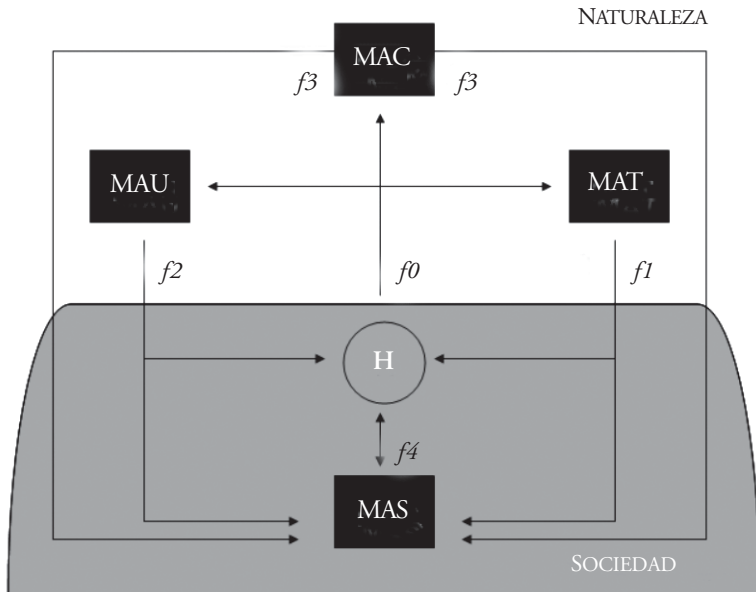 NATURALEZA
MAC
f3 f3
MAU MAT
f2 f0 f1
H
f4
MAS
SOCIEDAD